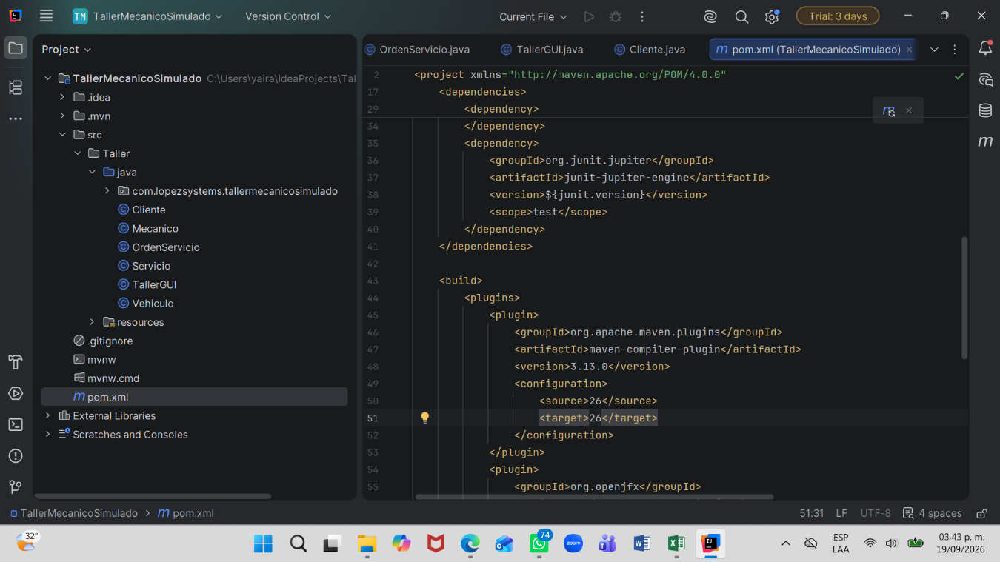 TM TallerMecanicoSimulado
Version Control
Current File
Trial: 3 days
Project
TallerMecanicoSimulado C:\Users\yaira\IdeaProjects\Tal
.idea
.mvn
src
Taller
java
com.lopezsystems.tallermecanicosimulado
Cliente
Mecanico
OrdenServicio
Servicio
TallerGUI
Vehiculo
resources
.gitignore
mvnw
mvnw.cmd
pom.xml
External Libraries
Scratches and Consoles
OrdenServicio.java
TallerGUI.java
Cliente.java
pom.xml (TallerMecanicoSimulado)
2 <project xmlns="http://maven.apache.org/POM/4.0.0"
17 <dependencies>
29 <dependency>
34 </dependency>
35 <dependency>
36 <groupId>org.junit.jupiter</groupId>
37 <artifactId>junit-jupiter-engine</artifactId>
38 <version>${junit.version}</version>
39 <scope>test</scope>
40 </dependency>
41 </dependencies>
42
43 <build>
44 <plugins>
45 <plugin>
46 <groupId>org.apache.maven.plugins</groupId>
47 <artifactId>maven-compiler-plugin</artifactId>
48 <version>3.13.0</version>
49 <configuration>
50 <source>26</source>
51 <target>26</target>
52 </configuration>
53 </plugin>
54 <plugin>
55 <groupId>org.openjfx</groupId>
TallerMecanicoSimulado > pom.xml
51:31 LF UTF-8 4 spaces
32°
74
zoom
ESP
LAA
03:43 p. m.
19/09/2026